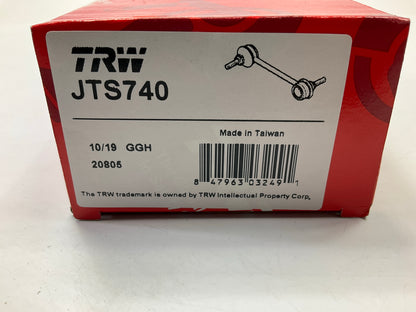 TRW
JTS740
Made in Taiwan
10/19 GGH
20805
8 47963 03249 1
The TRW trademark is owned by TRW Intellectual Property Corp.